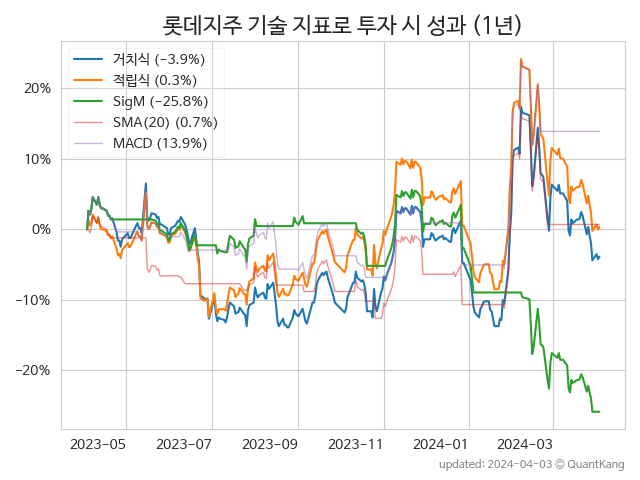 롯데지주 기술 지표로 투자 시 성과 (1년)
거치식 (−3.9%)
적립식 (0.3%)
SigM (−25.8%)
SMA(20) (0.7%)
MACD (13.9%)
20%
10%
0%
−10%
−20%
2023-05 2023-07 2023-09 2023-11 2024-01 2024-03
updated: 2024-04-03 © QuantKang